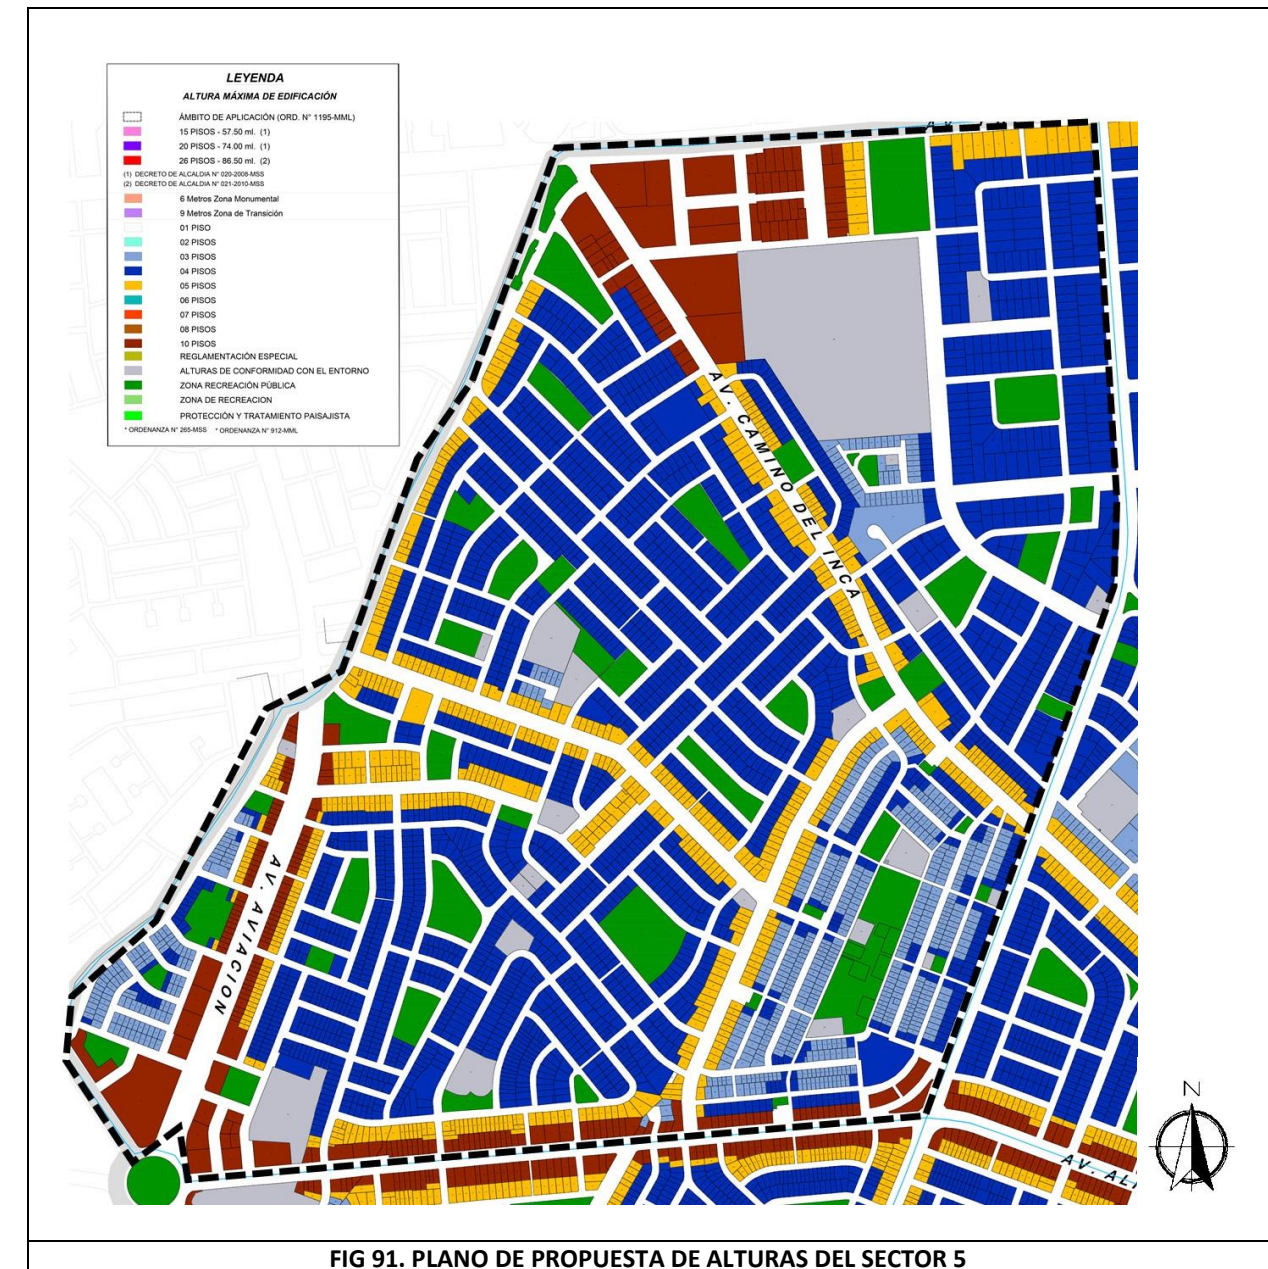 LEYENDA
ALTURA MÁXIMA DE EDIFICACIÓN
ÁMBITO DE APLICACIÓN (ORD. N° 1195-MML)
15 PISOS - 57.50 ml. (1)
20 PISOS - 74.00 ml. (1)
26 PISOS - 86.50 ml. (2)
(1) DECRETO DE ALCALDIA N° 020-2008-MSS
(2) DECRETO DE ALCALDIA N° 021-2010-MSS
6 Metros Zona Monumental
9 Metros Zona de Transición
01 PISO
02 PISOS
03 PISOS
04 PISOS
05 PISOS
06 PISOS
07 PISOS
08 PISOS
10 PISOS
REGLAMENTACIÓN ESPECIAL
ALTURAS DE CONFORMIDAD CON EL ENTORNO
ZONA RECREACIÓN PÚBLICA
ZONA DE RECREACION
PROTECCIÓN Y TRATAMIENTO PAISAJISTA
* ORDENANZA N° 265-MSS * ORDENANZA N° 912-MML
AV. CAMINO DEL INCA
AV. AVIACION
AV. AL
N
FIG 91. PLANO DE PROPUESTA DE ALTURAS DEL SECTOR 5